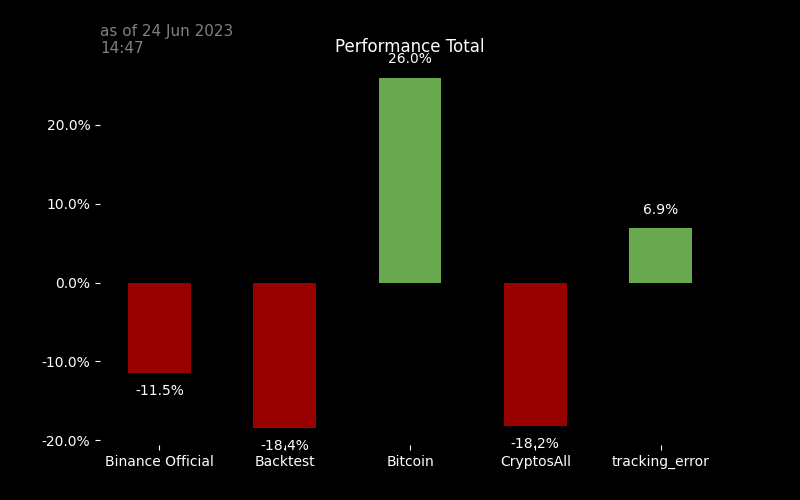 as of 24 Jun 2023
14:47
Performance Total
26.0%
20.0%
6.9%
10.0%
0.0%
-10.0%
-11.5%
-18.4%
-18.2%
-20.0%
Binance Official
Backtest
Bitcoin
CryptosAll
tracking_error